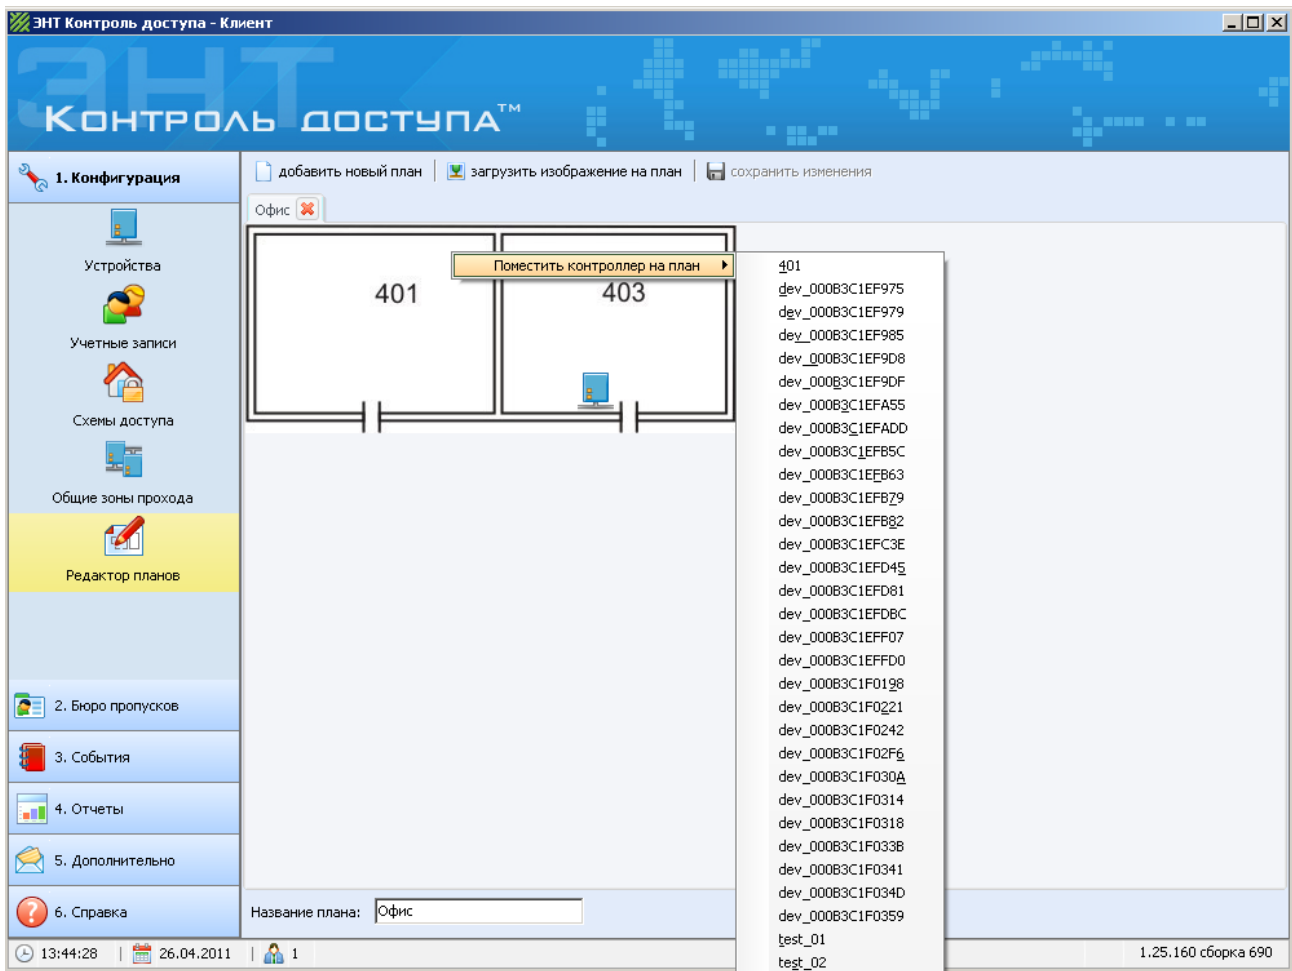 ЭНТ Контроль доступа - Клиент
ЭНТ
Контроль доступа™
1. Конфигурация
Устройства
Учетные записи
Схемы доступа
Общие зоны прохода
Редактор планов
2. Бюро пропусков
3. События
4. Отчеты
5. Дополнительно
6. Справка
добавить новый план
загрузить изображение на план
сохранить изменения
Офис
401
403
Поместить контроллер на план
401
dev_000B3C1EF975
dev_000B3C1EF979
dev_000B3C1EF985
dev_000B3C1EF9D8
dev_000B3C1EF9DF
dev_000B3C1EFA55
dev_000B3C1EFADD
dev_000B3C1EFB5C
dev_000B3C1EFB63
dev_000B3C1EFB79
dev_000B3C1EFB82
dev_000B3C1EFC3E
dev_000B3C1EFD45
dev_000B3C1EFD81
dev_000B3C1EFDBC
dev_000B3C1EFF07
dev_000B3C1EFFD0
dev_000B3C1F0198
dev_000B3C1F0221
dev_000B3C1F0242
dev_000B3C1F02F6
dev_000B3C1F030A
dev_000B3C1F0314
dev_000B3C1F0318
dev_000B3C1F033B
dev_000B3C1F0341
dev_000B3C1F034D
dev_000B3C1F0359
test_01
test_02
Название плана: Офис
13:44:28 | 26.04.2011 | 1
1.25.160 сборка 690